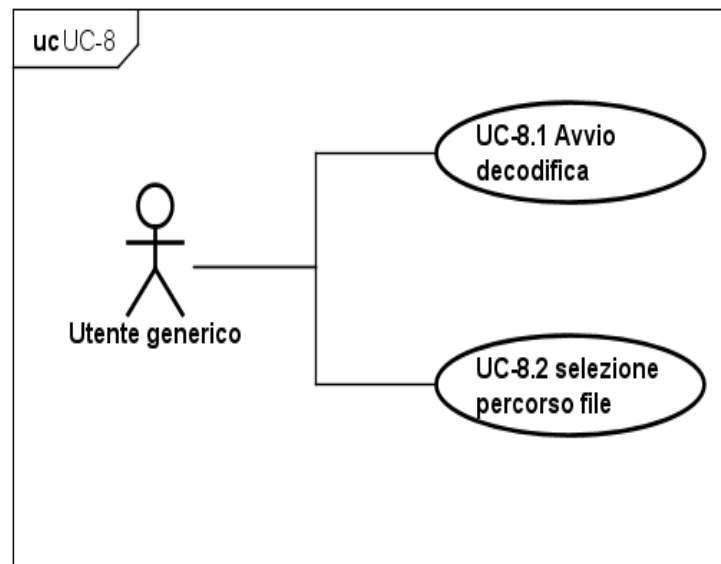 uc UC-8
UC-8.1 Avvio
decodifica
Utente generico
UC-8.2 selezione
percorso file